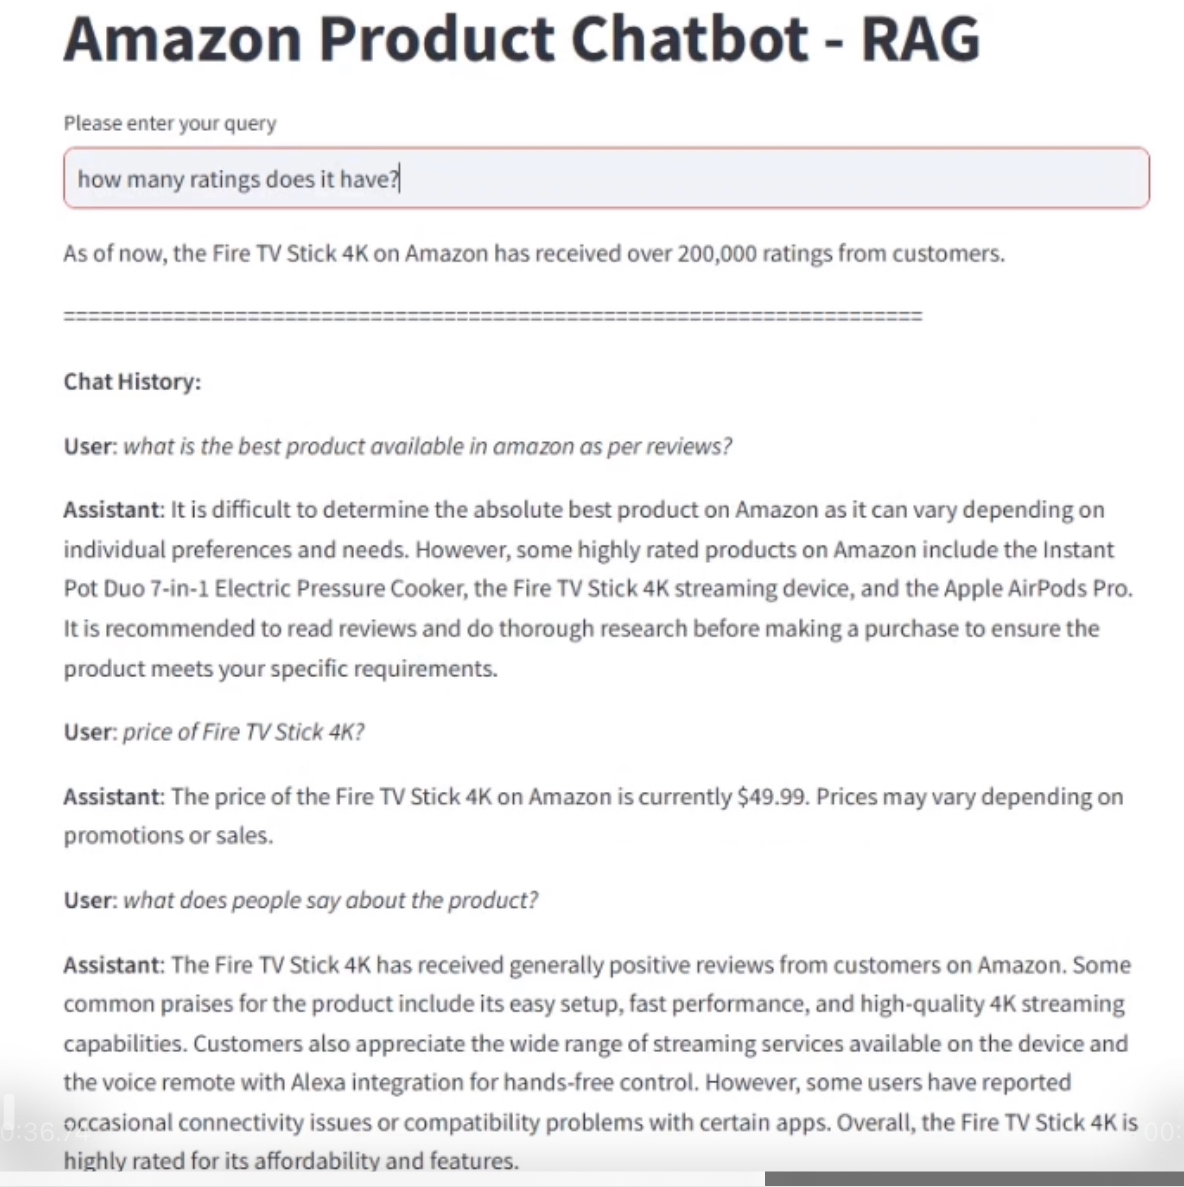 Amazon Product Chatbot - RAG
Please enter your query
how many ratings does it have?
As of now, the Fire TV Stick 4K on Amazon has received over 200,000 ratings from customers.
======================================================================
Chat History:
User: what is the best product available in amazon as per reviews?
Assistant: It is difficult to determine the absolute best product on Amazon as it can vary depending on
individual preferences and needs. However, some highly rated products on Amazon include the Instant
Pot Duo 7-in-1 Electric Pressure Cooker, the Fire TV Stick 4K streaming device, and the Apple AirPods Pro.
It is recommended to read reviews and do thorough research before making a purchase to ensure the
product meets your specific requirements.
User: price of Fire TV Stick 4K?
Assistant: The price of the Fire TV Stick 4K on Amazon is currently $49.99. Prices may vary depending on
promotions or sales.
User: what does people say about the product?
Assistant: The Fire TV Stick 4K has received generally positive reviews from customers on Amazon. Some
common praises for the product include its easy setup, fast performance, and high-quality 4K streaming
capabilities. Customers also appreciate the wide range of streaming services available on the device and
the voice remote with Alexa integration for hands-free control. However, some users have reported
occasional connectivity issues or compatibility problems with certain apps. Overall, the Fire TV Stick 4K is
highly rated for its affordability and features.